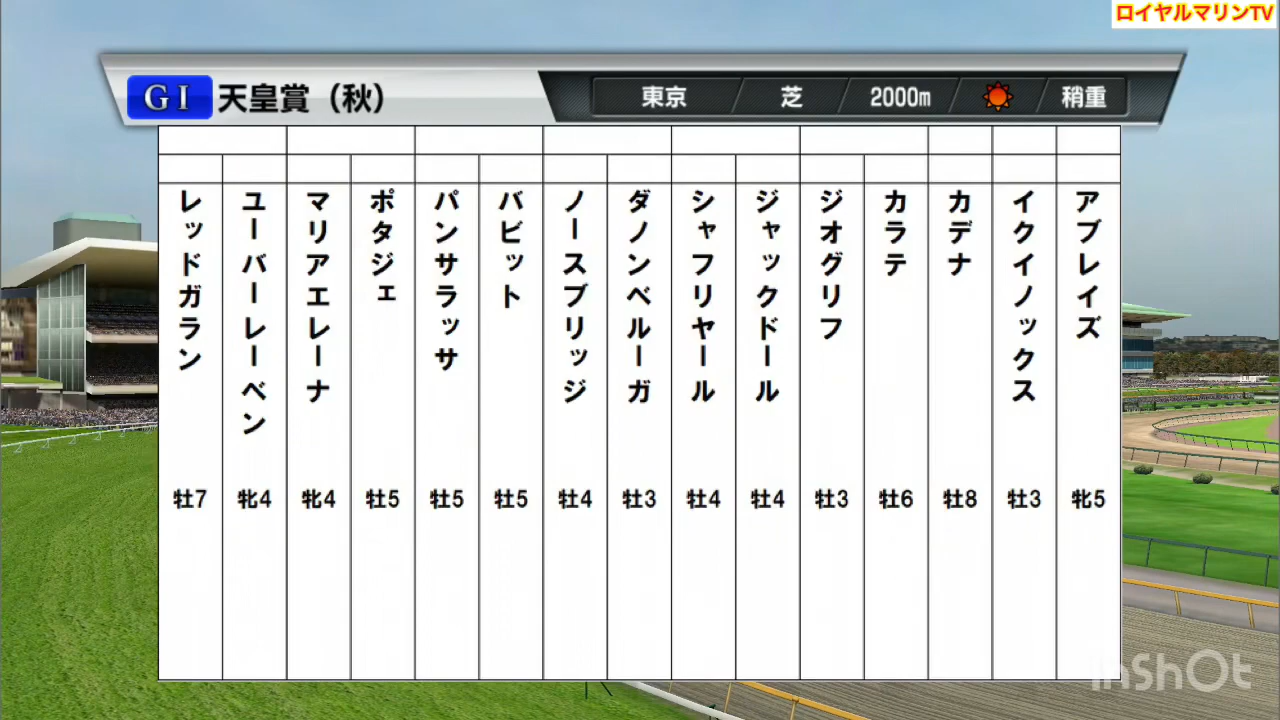 ロイヤルマリンTV
GI 天皇賞（秋） 東京 芝 2000m 稍重
アブレイズ 牝5
イクイノックス 牡3
カデナ 牡8
カラテ 牡6
ジオグリフ 牡3
ジャックドール 牡4
シャフリヤール 牡4
ダノンベルーガ 牡3
ノースブリッジ 牡4
バビット 牡5
パンサラッサ 牡5
ポタジェ 牡5
マリアエレーナ 牝4
ユーバーレーベン 牝4
レッドガラン 牡7
InShOt